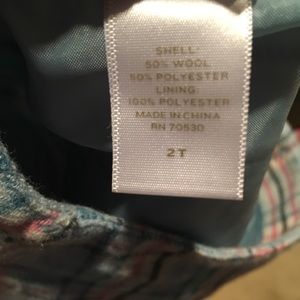 SHELL:
50% WOOL
50% POLYESTER
LINING:
100% POLYESTER
MADE IN CHINA
RN 70530
2T